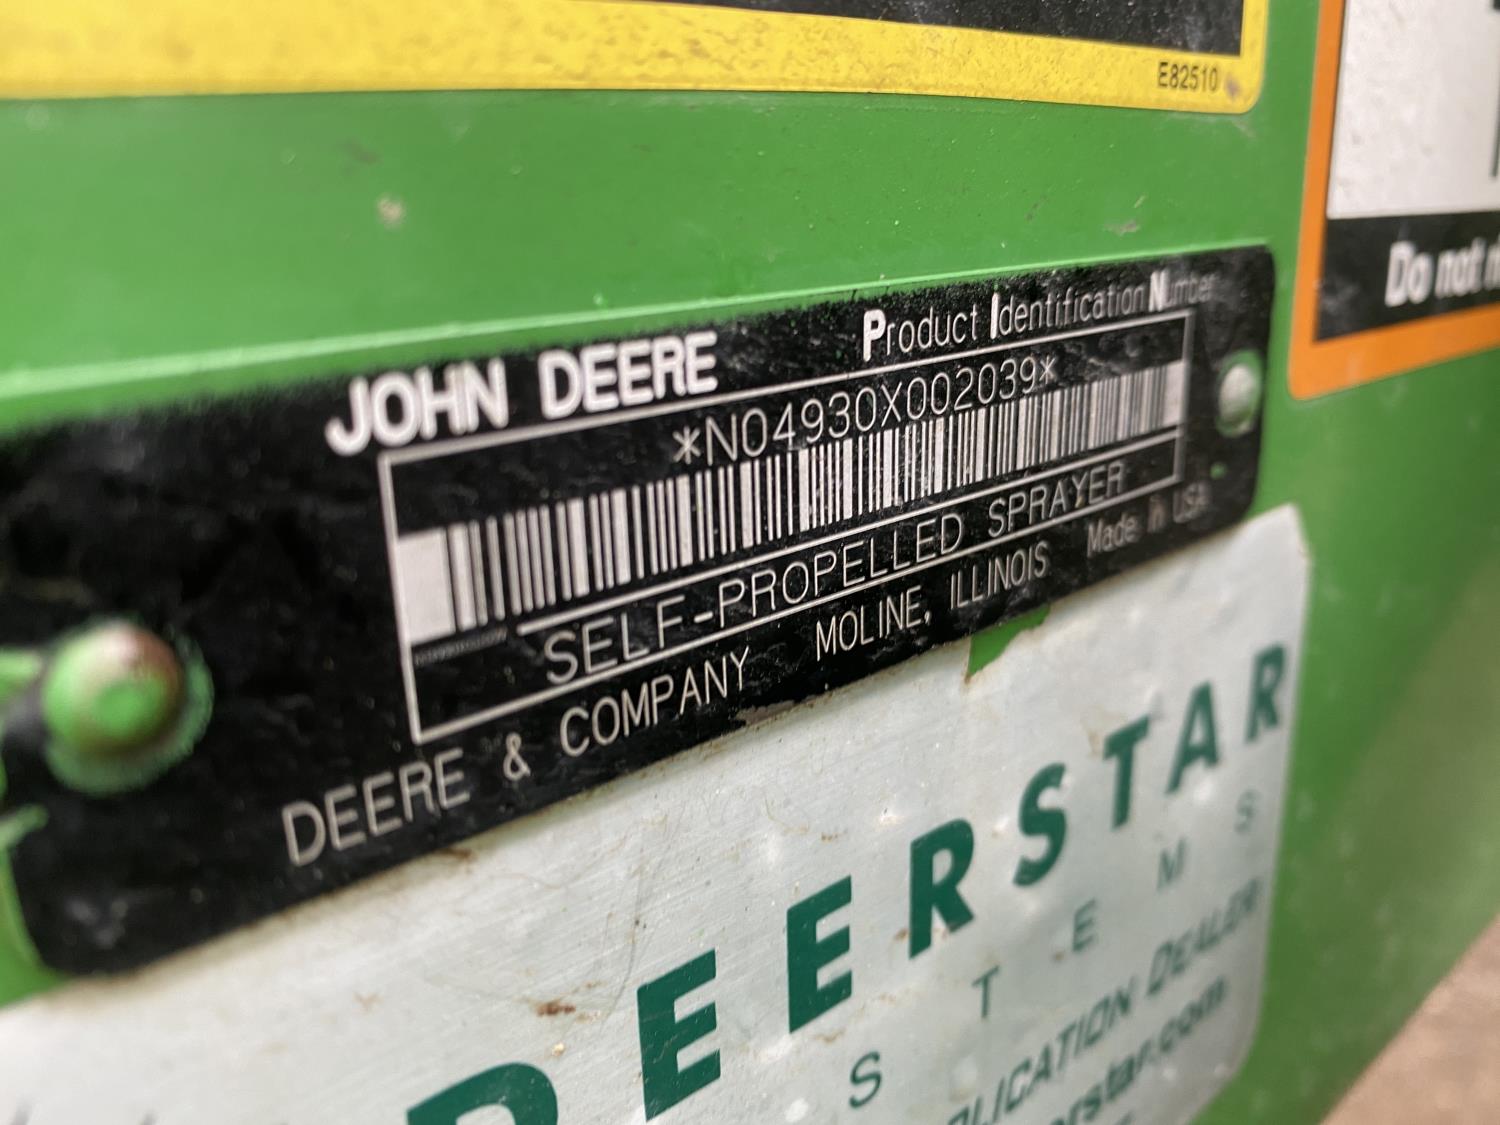 E82510
Do not
JOHN DEERE
Product Identification Number
*N04930X002039*
SELF-PROPELLED SPRAYER
DEERE & COMPANY MOLINE, ILLINOIS Made in USA
DEERSTAR
SYSTEMS
APPLICATION DEALER